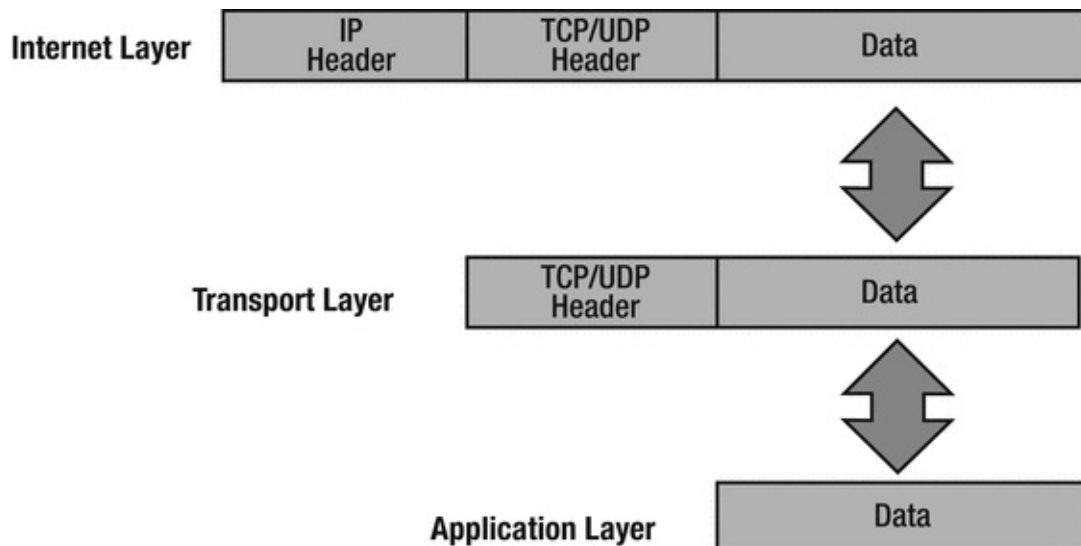 Internet Layer
IP
Header
TCP/UDP
Header
Data
Transport Layer
TCP/UDP
Header
Data
Application Layer
Data